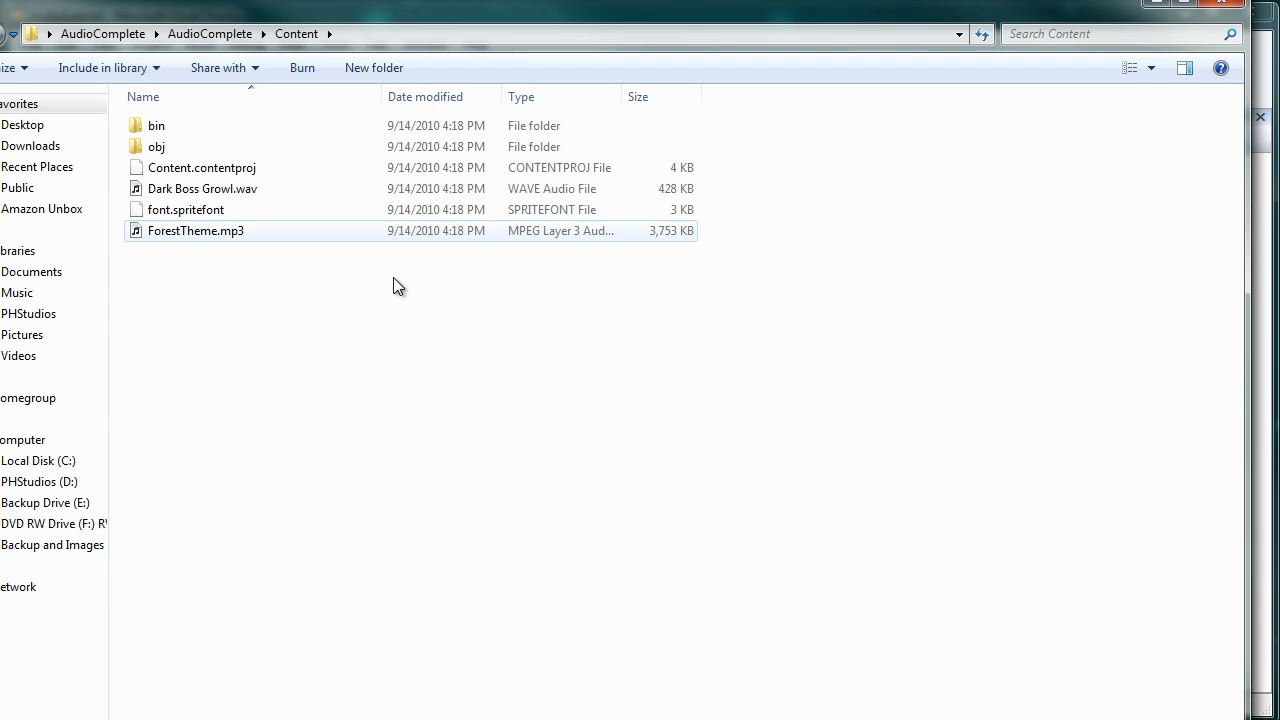 AudioComplete AudioComplete Content Search Content
ize Include in library Share with Burn New folder
Name Date modified Type Size
avorites
Desktop
Downloads
Recent Places
Public
Amazon Unbox
ibraries
Documents
Music
PHStudios
Pictures
Videos
omegroup
omputer
Local Disk (C:)
PHStudios (D:)
Backup Drive (E:)
DVD RW Drive (F:) R
Backup and Images
etwork
bin 9/14/2010 4:18 PM File folder
obj 9/14/2010 4:18 PM File folder
Content.contentproj 9/14/2010 4:18 PM CONTENTPROJ File 4 KB
Dark Boss Growl.wav 9/14/2010 4:18 PM WAVE Audio File 428 KB
font.spritefont 9/14/2010 4:18 PM SPRITEFONT File 3 KB
ForestTheme.mp3 9/14/2010 4:18 PM MPEG Layer 3 Aud... 3,753 KB